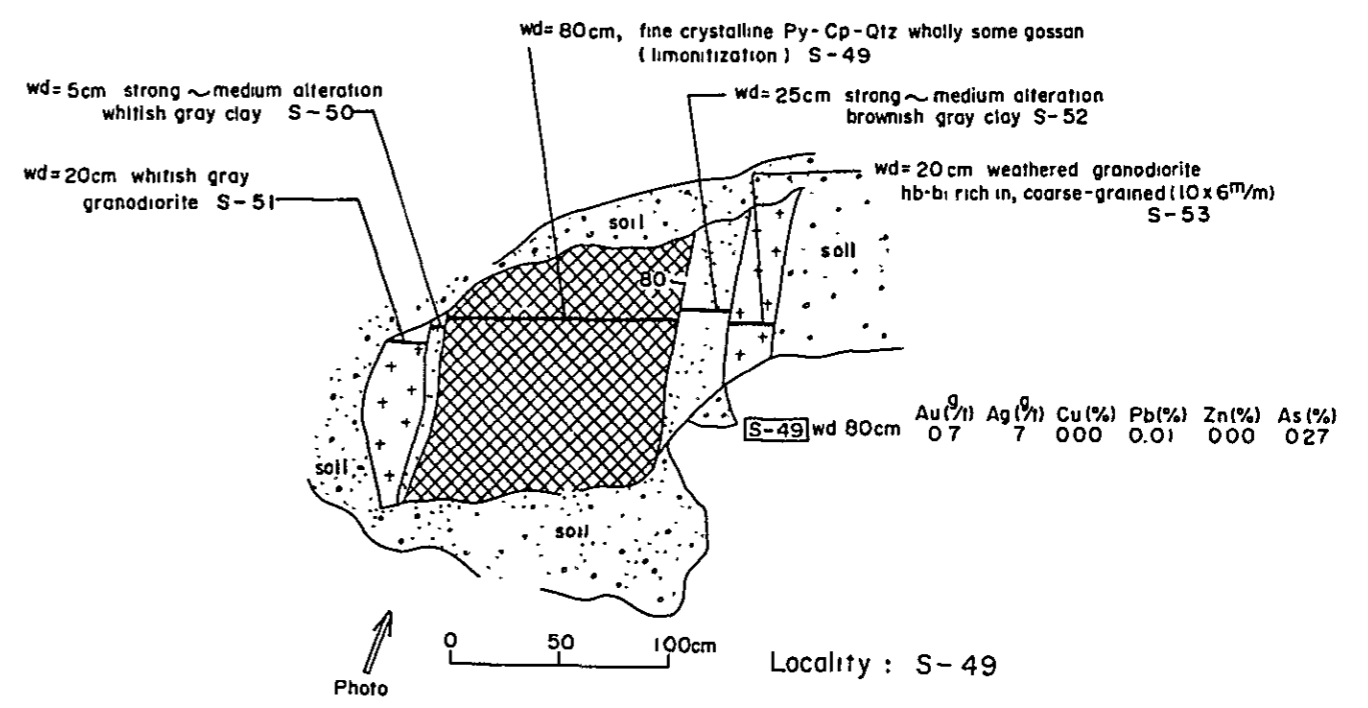 wd= 80cm, fine crystalline Py-Cp-Qtz wholly some gossan
(limonitization) S-49
wd= 5cm strong ~ medium alteration
whitish gray clay S-50
wd= 25cm strong ~ medium alteration
brownish gray clay S-52
wd= 20cm whitish gray
granodiorite S-51
wd= 20cm weathered granodiorite
hb-bi rich in, coarse-grained (10 x 6 m/m)
S-53
soil
soil
80
soil
soil
S-49 wd 80cm
Au(g/t) Ag(g/t) Cu(%) Pb(%) Zn(%) As(%)
0.7 7 0.00 0.01 0.00 0.27
0 50 100cm
Photo
Locality : S-49